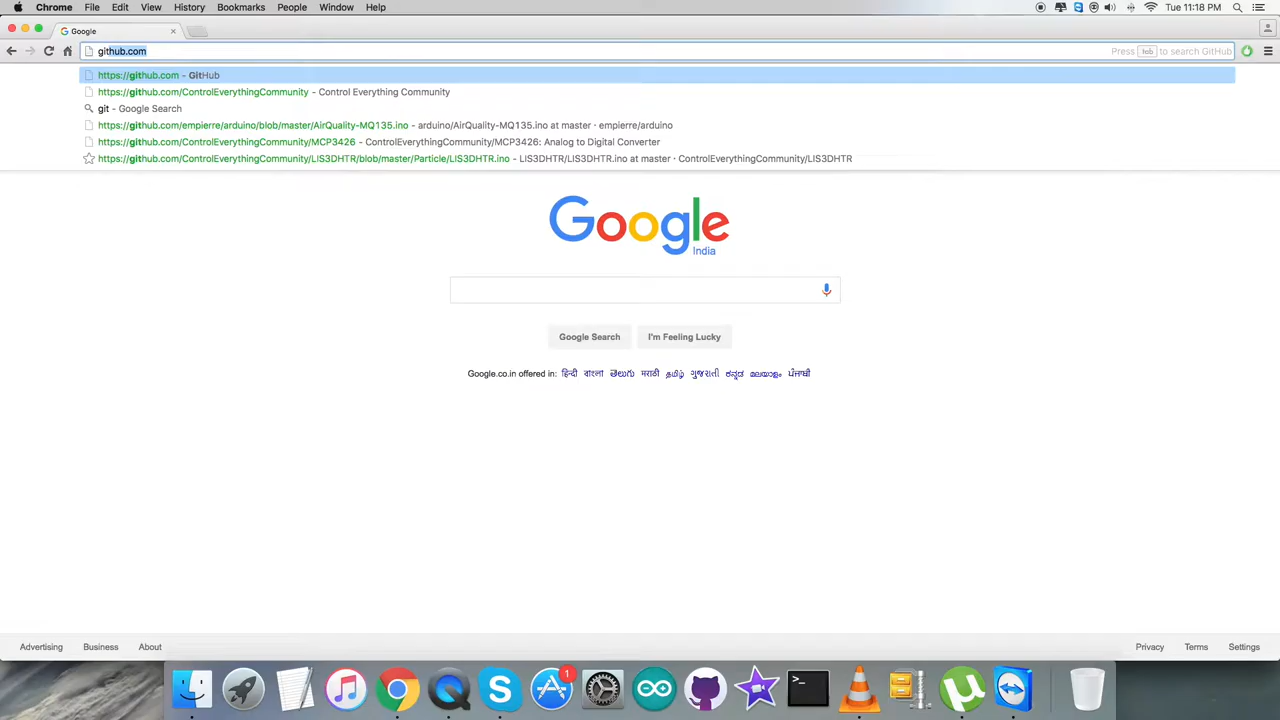 Chrome File Edit View History Bookmarks People Window Help Tue 11:18 PM
Google
github.com Press tab to search GitHub
https://github.com - GitHub
https://github.com/ControlEverythingCommunity - Control Everything Community
git - Google Search
https://github.com/empierre/arduino/blob/master/AirQuality-MQ135.ino - arduino/AirQuality-MQ135.ino at master · empierre/arduino
https://github.com/ControlEverythingCommunity/MCP3426 - ControlEverythingCommunity/MCP3426: Analog to Digital Converter
https://github.com/ControlEverythingCommunity/LIS3DHTR/blob/master/Particle/LIS3DHTR.ino - LIS3DHTR/LIS3DHTR.ino at master · ControlEverythingCommunity/LIS3DHTR
Google
India
Google Search I'm Feeling Lucky
Google.co.in offered in: हिन्दी বাংলা తెలుగు मराठी தமிழ் ગુજરાતી ಕನ್ನಡ മലയാളം ਪੰਜਾਬੀ
Advertising Business About Privacy Terms Settings
1
>_